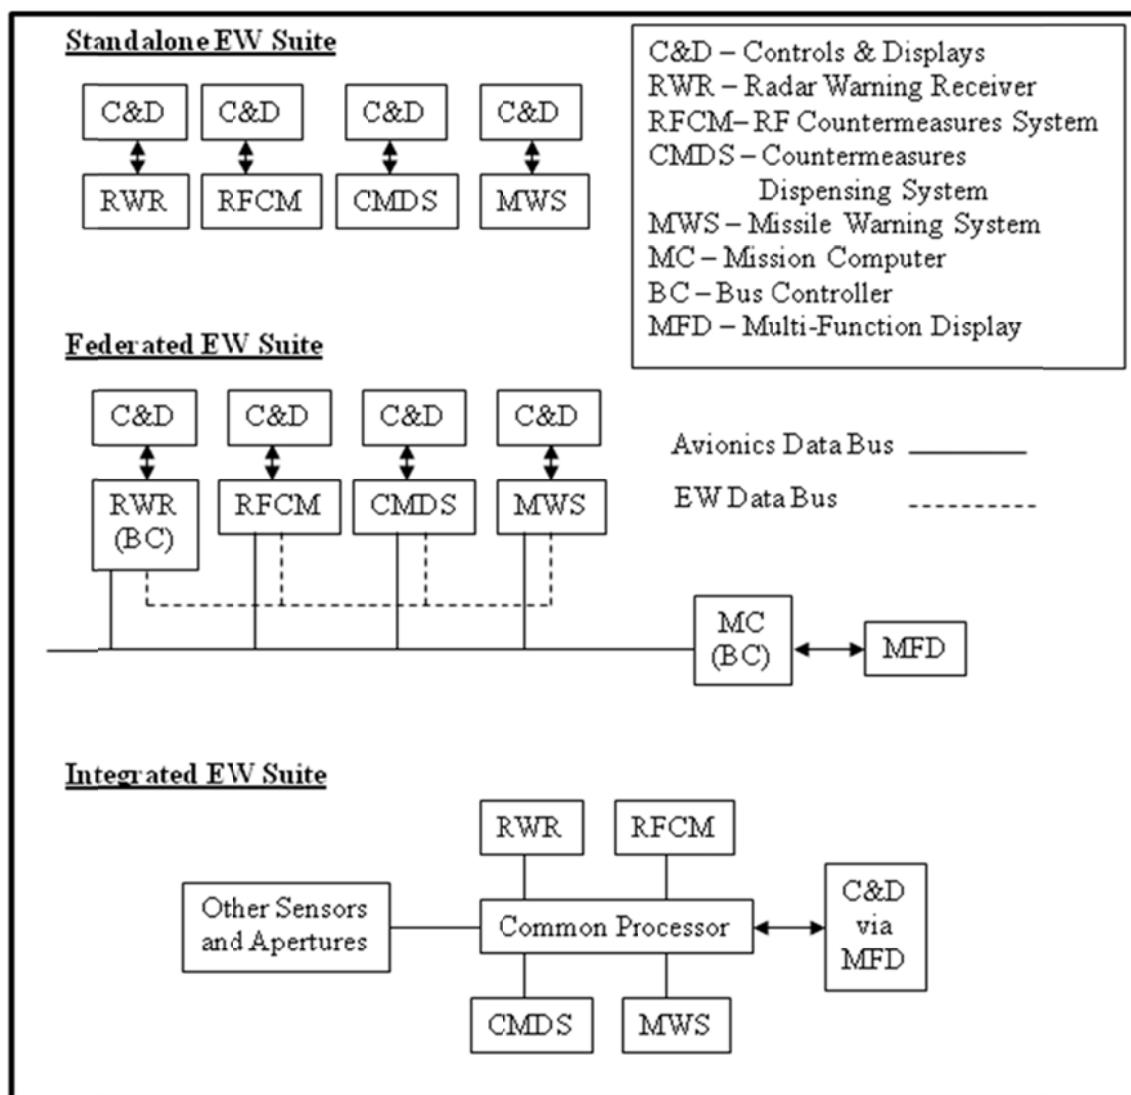 Standalone EW Suite
C&D C&D C&D C&D
RWR RFCM CMDS MWS
C&D – Controls & Displays
RWR – Radar Warning Receiver
RFCM– RF Countermeasures System
CMDS – Countermeasures
Dispensing System
MWS – Missile Warning System
MC – Mission Computer
BC – Bus Controller
MFD – Multi-Function Display
Federated EW Suite
C&D C&D C&D C&D
RWR
(BC)
RFCM CMDS MWS
Avionics Data Bus
EW Data Bus
MC
(BC)
MFD
Integrated EW Suite
RWR RFCM
Other Sensors
and Apertures
Common Processor
C&D
via
MFD
CMDS MWS